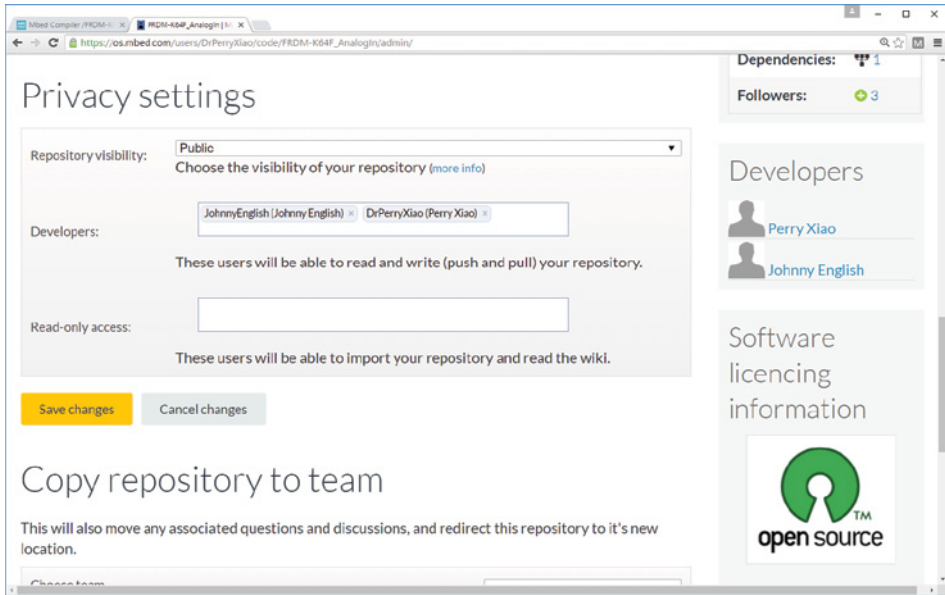 Mbed Compiler /FRDM-K
FRDM-K64F_AnalogIn | M
https://os.mbed.com/users/DrPerryXiao/code/FRDM-K64F_AnalogIn/admin/
Privacy settings
Repository visibility:
Public
Choose the visibility of your repository (more info)
Developers:
JohnnyEnglish (Johnny English) × DrPerryXiao (Perry Xiao) ×
These users will be able to read and write (push and pull) your repository.
Read-only access:
These users will be able to import your repository and read the wiki.
Save changes
Cancel changes
Copy repository to team
This will also move any associated questions and discussions, and redirect this repository to it's new
location.
Choose team
Dependencies: 1
Followers: 3
Developers
Perry Xiao
Johnny English
Software
licencing
information
TM
open source